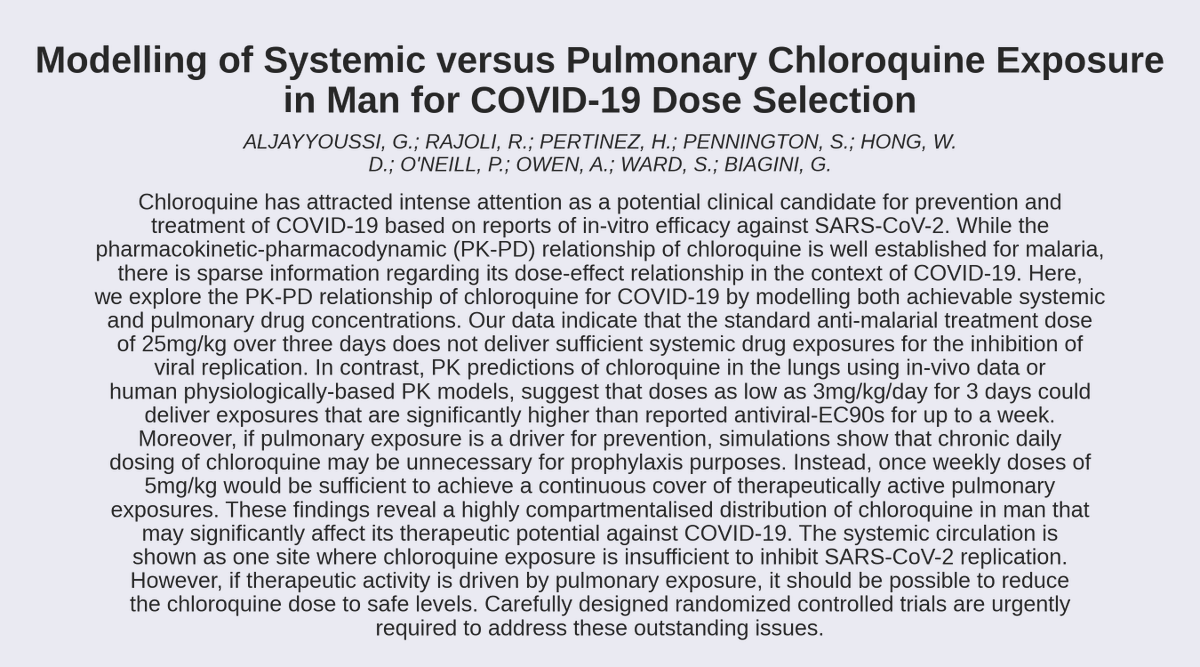 Modelling of Systemic versus Pulmonary Chloroquine Exposure
in Man for COVID-19 Dose Selection
ALJAYYOUSSI, G.; RAJOLI, R.; PERTINEZ, H.; PENNINGTON, S.; HONG, W.
D.; O'NEILL, P.; OWEN, A.; WARD, S.; BIAGINI, G.
Chloroquine has attracted intense attention as a potential clinical candidate for prevention and
treatment of COVID-19 based on reports of in-vitro efficacy against SARS-CoV-2. While the
pharmacokinetic-pharmacodynamic (PK-PD) relationship of chloroquine is well established for malaria,
there is sparse information regarding its dose-effect relationship in the context of COVID-19. Here,
we explore the PK-PD relationship of chloroquine for COVID-19 by modelling both achievable systemic
and pulmonary drug concentrations. Our data indicate that the standard anti-malarial treatment dose
of 25mg/kg over three days does not deliver sufficient systemic drug exposures for the inhibition of
viral replication. In contrast, PK predictions of chloroquine in the lungs using in-vivo data or
human physiologically-based PK models, suggest that doses as low as 3mg/kg/day for 3 days could
deliver exposures that are significantly higher than reported antiviral-EC90s for up to a week.
Moreover, if pulmonary exposure is a driver for prevention, simulations show that chronic daily
dosing of chloroquine may be unnecessary for prophylaxis purposes. Instead, once weekly doses of
5mg/kg would be sufficient to achieve a continuous cover of therapeutically active pulmonary
exposures. These findings reveal a highly compartmentalised distribution of chloroquine in man that
may significantly affect its therapeutic potential against COVID-19. The systemic circulation is
shown as one site where chloroquine exposure is insufficient to inhibit SARS-CoV-2 replication.
However, if therapeutic activity is driven by pulmonary exposure, it should be possible to reduce
the chloroquine dose to safe levels. Carefully designed randomized controlled trials are urgently
required to address these outstanding issues.